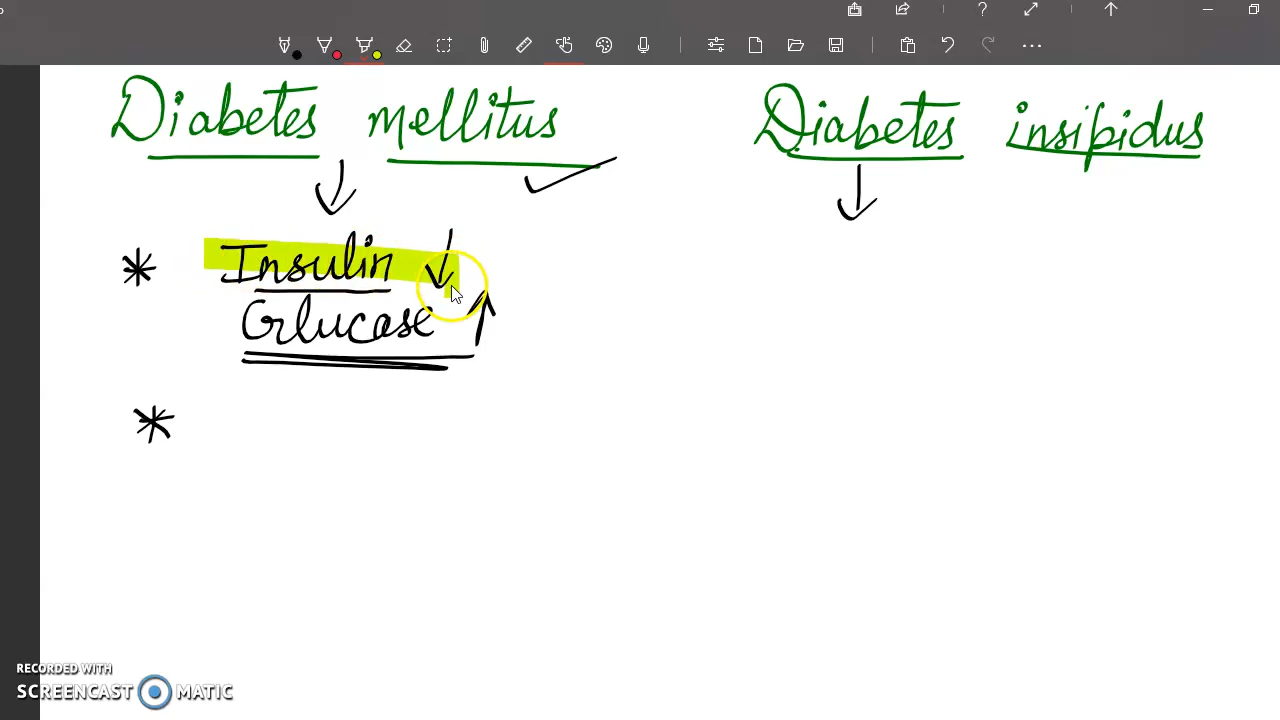 Diabetes mellitus
Diabetes insipidus
* Insulin ↓
Glucose ↑
*
RECORDED WITH
SCREENCAST MATIC